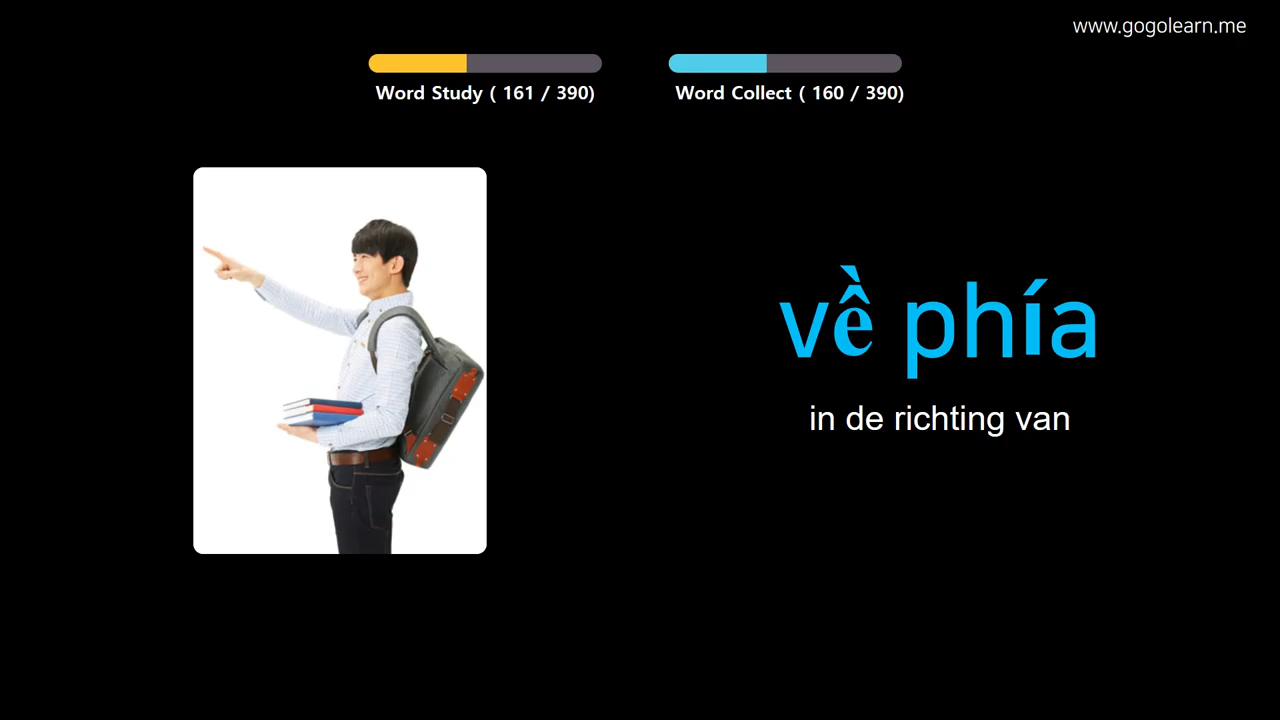 www.gogolearn.me
Word Study ( 161 / 390)
Word Collect ( 160 / 390)
về phía
in de richting van